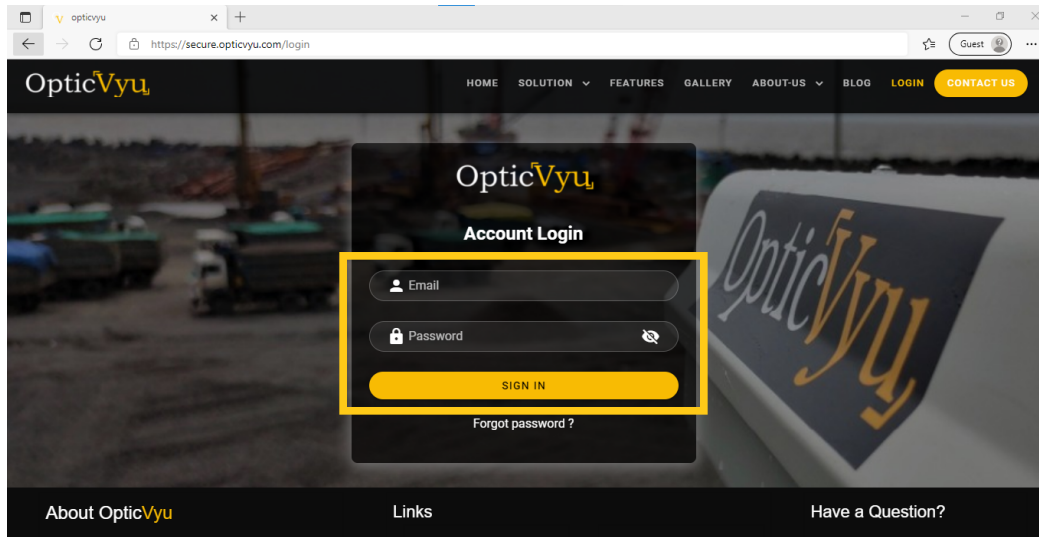 opticvyu
https://secure.opticvyu.com/login
Guest
OpticVyu
HOME SOLUTION FEATURES GALLERY ABOUT-US BLOG LOGIN CONTACT US
OpticVyu
Account Login
Email
Password
SIGN IN
Forgot password ?
OpticVyu
About OpticVyu Links Have a Question?